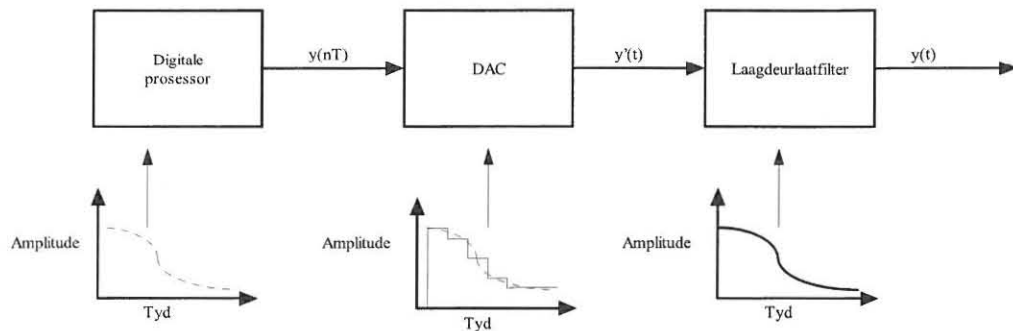 Digitale
prosessor
y(nT)
DAC
y'(t)
Laagdeurlaatfilter
y(t)
Amplitude
Tyd
Amplitude
Tyd
Amplitude
Tyd